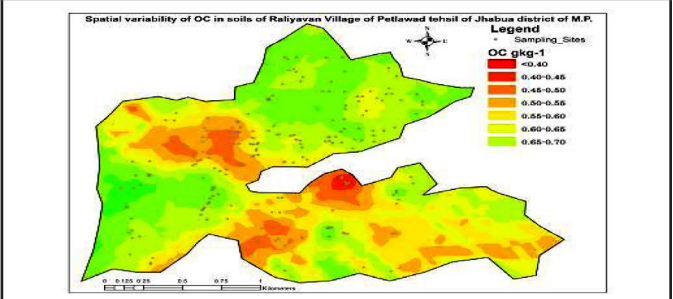 Spatial variability of OC in soils of Raliyavan Village of Petlawad tehsil of Jhabua district of M.P.
Legend
Sampling_Sites
OC gkg-1
<0.40
0.40-0.45
0.45-0.50
0.50-0.55
0.55-0.60
0.60-0.65
0.65-0.70
N
W
E
S
0 0.125 0.25 0.5 0.75 1
Kilometers